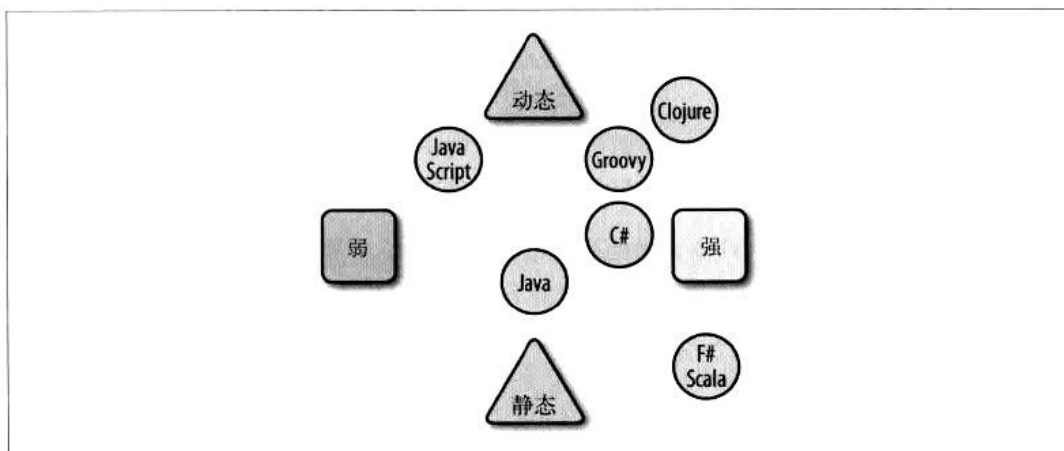 动态
Clojure
Java
Script
Groovy
弱
C#
强
Java
F#
Scala
静态